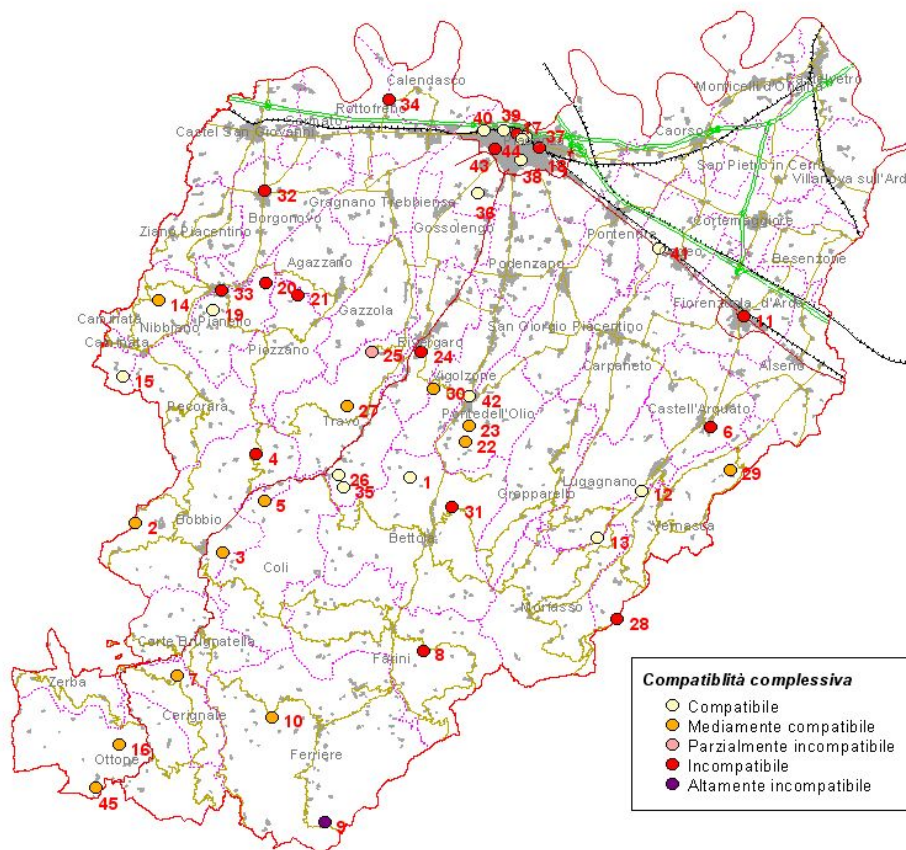 Calendasco
34
Castelvetro
Monticelli d'Ongina
Rottofreno
Sarmato
40
39
Castel San Giovanni
Caorso
37
44
18
43
38
San Pietro in Cerro
Villanova sull'Ard
32
Borgonovo
Gragnano Trebbiense
36
Gossolengo
Ziano Piacentino
Pontenure
Cortemaggiore
41
Besenzone
Agazzano
Podenzano
20
33
21
14
Gazzola
19
Pianello
Nibbiano
Caminata
Caminata
Fiorenzuola d'Arda
11
San Giorgio Piacentino
Piozzano
25
24
Carpaneto
Alseno
15
Vigolzone
30
42
Pecorara
27
Travo
Pontedell'Olio
Castell'Arquato
23
6
22
4
29
26
35
1
Lugagnano
12
Gropparello
5
31
2
Bobbio
Vernasca
Bettola
13
3
Coli
Morfasso
28
Corte Brugnatella
Farini
8
Zerba
7
Cerignale
10
16
Ottone
Ferriere
45
9
Compatiblità complessiva
Compatibile
Mediamente compatibile
Parzialmente incompatibile
Incompatibile
Altamente incompatibile